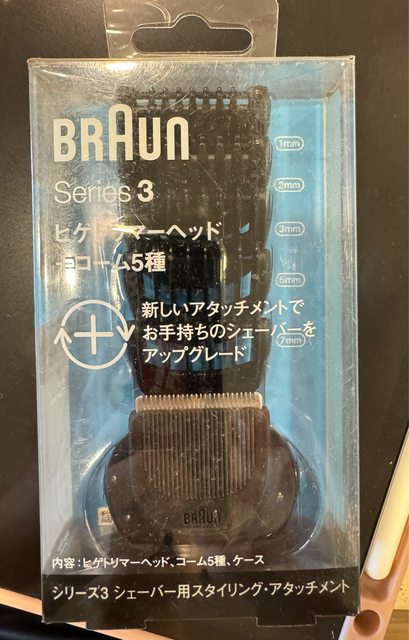 BRAUN
Series 3
ヒゲトリマーヘッド
+コーム5種
新しいアタッチメントで
お手持ちのシェーバーを
アップグレード
1mm
2mm
3mm
5mm
7mm
BRAUN
内容:ヒゲトリマーヘッド、コーム5種、ケース
シリーズ3 シェーバー用スタイリング・アタッチメント